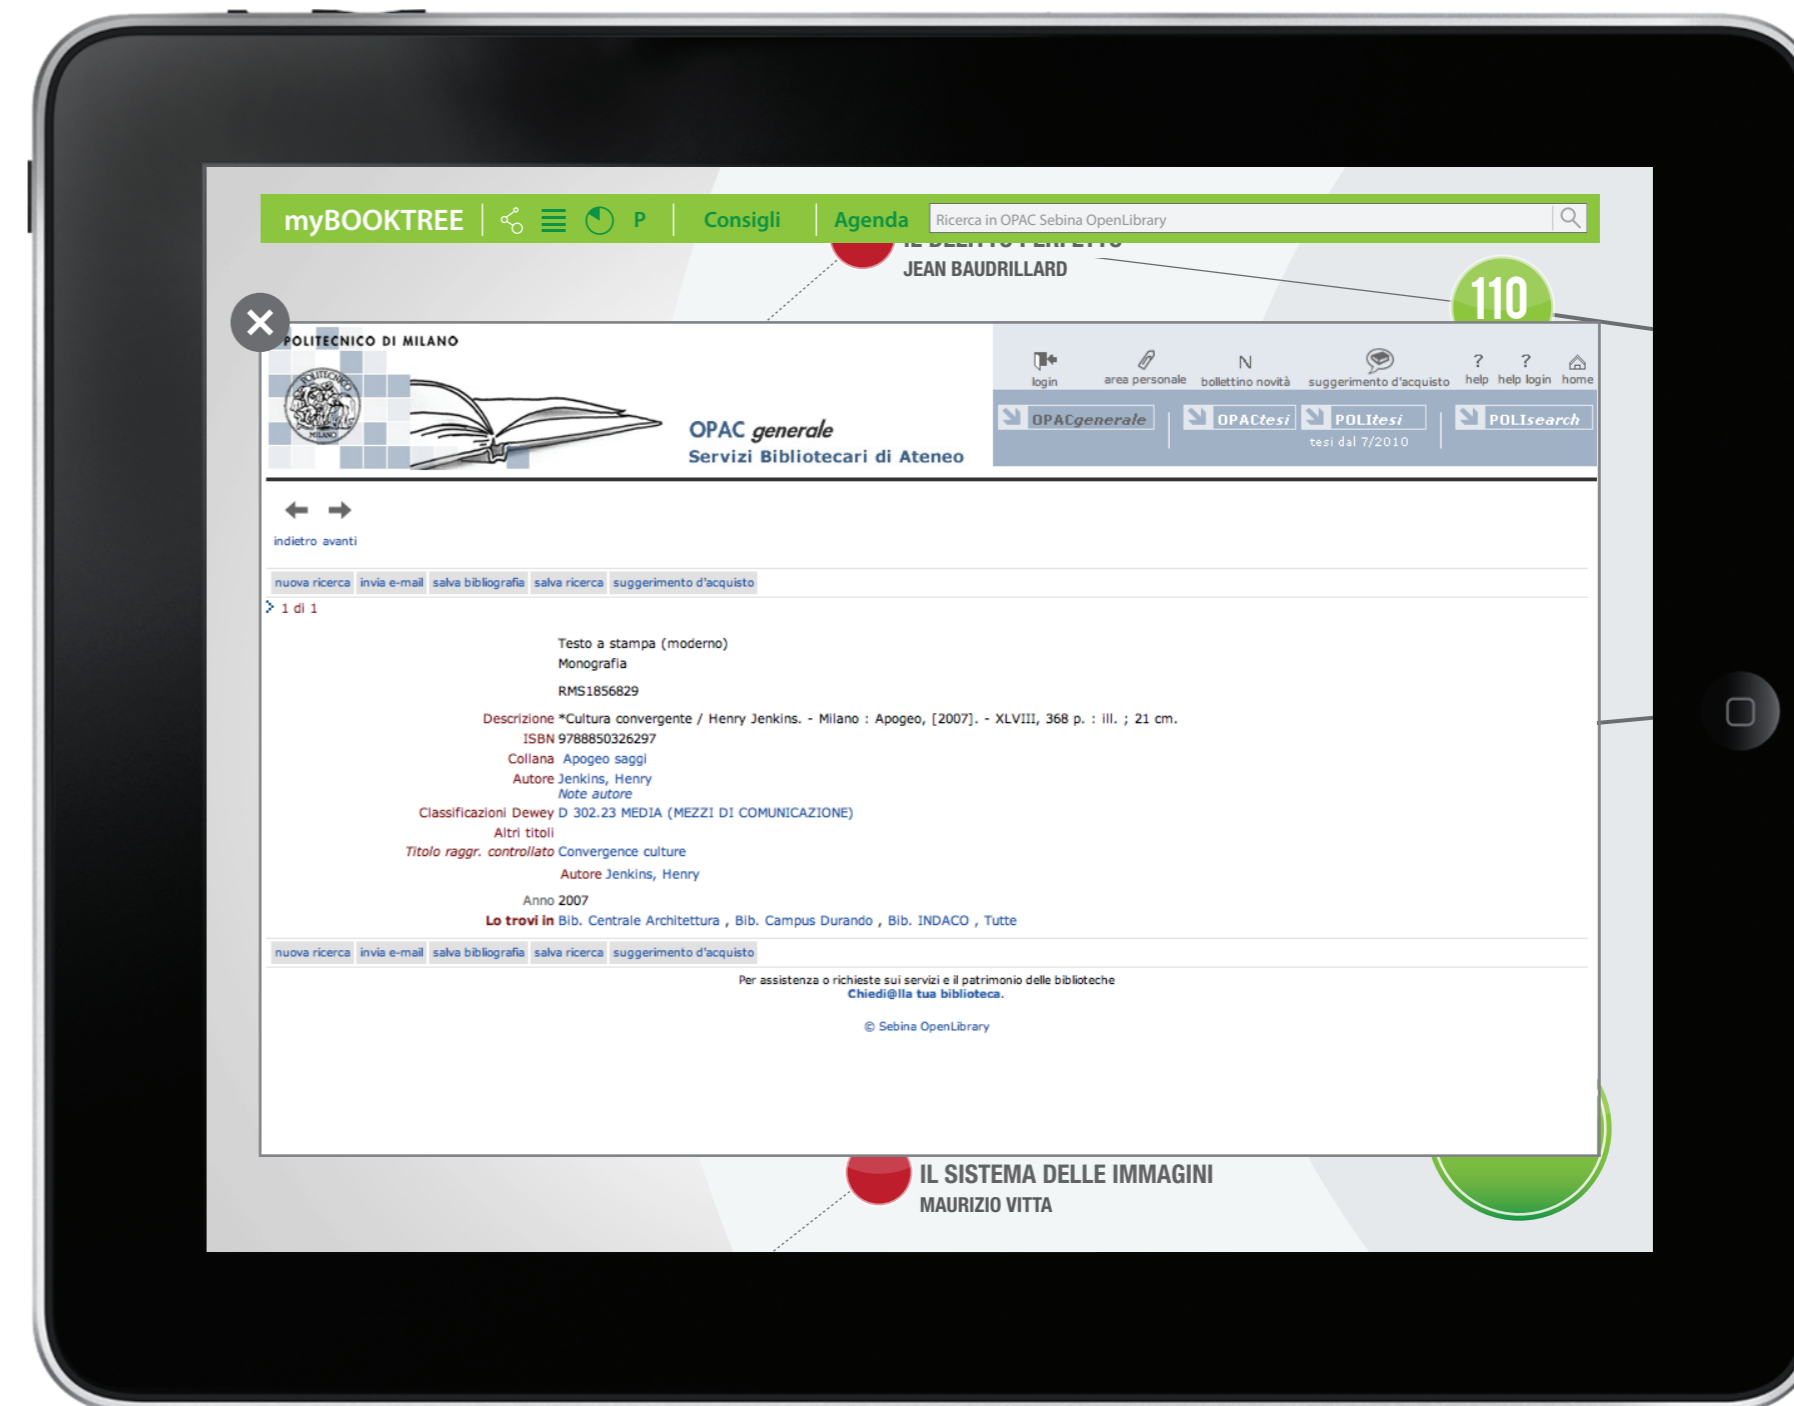 myBOOKTREE P Consigli Agenda Ricerca in OPAC Sebina OpenLibrary
IL DELITTO PERFETTO
JEAN BAUDRILLARD
110
POLITECNICO DI MILANO
login area personale N bollettino novità suggerimento d'acquisto ? help ? help login home
OPACgenerale OPACtesi POLItesi POLIsearch
tesi dal 7/2010
OPAC generale
Servizi Bibliotecari di Ateneo
indietro avanti
nuova ricerca invia e-mail salva bibliografia salva ricerca suggerimento d'acquisto
1 di 1
Testo a stampa (moderno)
Monografia
RMS1856829
Descrizione *Cultura convergente / Henry Jenkins. - Milano : Apogeo, [2007]. - XLVIII, 368 p. : ill. ; 21 cm.
ISBN 9788850326297
Collana Apogeo saggi
Autore Jenkins, Henry
Note autore
Classificazioni Dewey D 302.23 MEDIA (MEZZI DI COMUNICAZIONE)
Altri titoli
Titolo raggr. controllato Convergence culture
Autore Jenkins, Henry
Anno 2007
Lo trovi in Bib. Centrale Architettura , Bib. Campus Durando , Bib. INDACO , Tutte
nuova ricerca invia e-mail salva bibliografia salva ricerca suggerimento d'acquisto
Per assistenza o richieste sui servizi e il patrimonio delle biblioteche
Chiedi@lla tua biblioteca.
© Sebina OpenLibrary
IL SISTEMA DELLE IMMAGINI
MAURIZIO VITTA